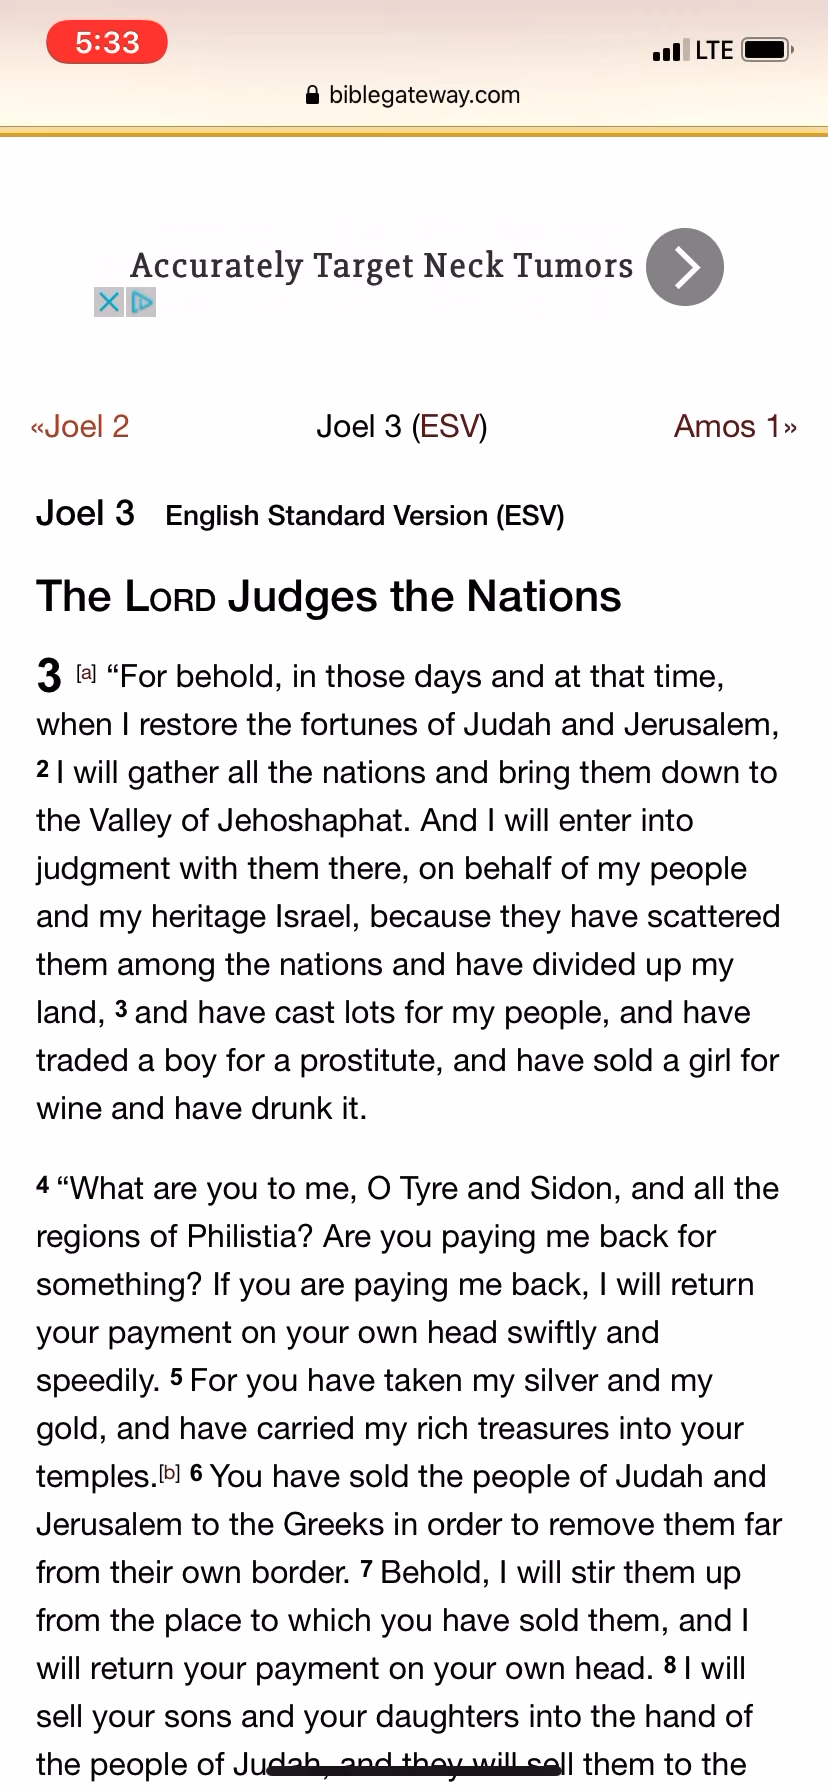 5:33
LTE
biblegateway.com
Accurately Target Neck Tumors
«Joel 2 Joel 3 (ESV) Amos 1»
Joel 3 English Standard Version (ESV)
The LORD Judges the Nations
3 [a] “For behold, in those days and at that time,
when I restore the fortunes of Judah and Jerusalem,
2 I will gather all the nations and bring them down to
the Valley of Jehoshaphat. And I will enter into
judgment with them there, on behalf of my people
and my heritage Israel, because they have scattered
them among the nations and have divided up my
land, 3 and have cast lots for my people, and have
traded a boy for a prostitute, and have sold a girl for
wine and have drunk it.
4 “What are you to me, O Tyre and Sidon, and all the
regions of Philistia? Are you paying me back for
something? If you are paying me back, I will return
your payment on your own head swiftly and
speedily. 5 For you have taken my silver and my
gold, and have carried my rich treasures into your
temples.[b] 6 You have sold the people of Judah and
Jerusalem to the Greeks in order to remove them far
from their own border. 7 Behold, I will stir them up
from the place to which you have sold them, and I
will return your payment on your own head. 8 I will
sell your sons and your daughters into the hand of
the people of Judah, and they will sell them to the